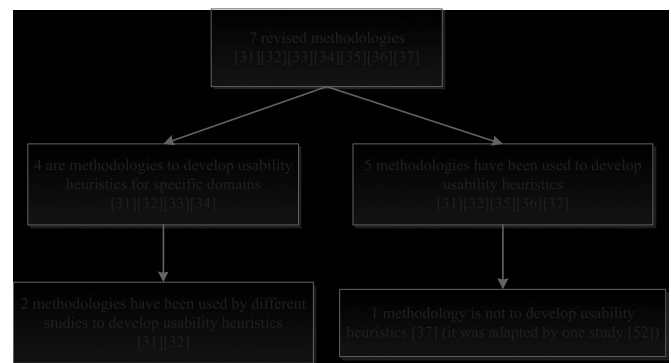 7 revised methodologies
[31][32][33][34][35][36][37]
4 are methodologies to develop usability
heuristics for specific domains
[31][32][33][34]
5 methodologies have been used to develop
usability heuristics
[31][32][35][36][37]
2 methodologies have been used by different
studies to develop usability heuristics
[31][32]
1 methodology is not to develop usability
heuristics [37] (it was adapted by one study [52])